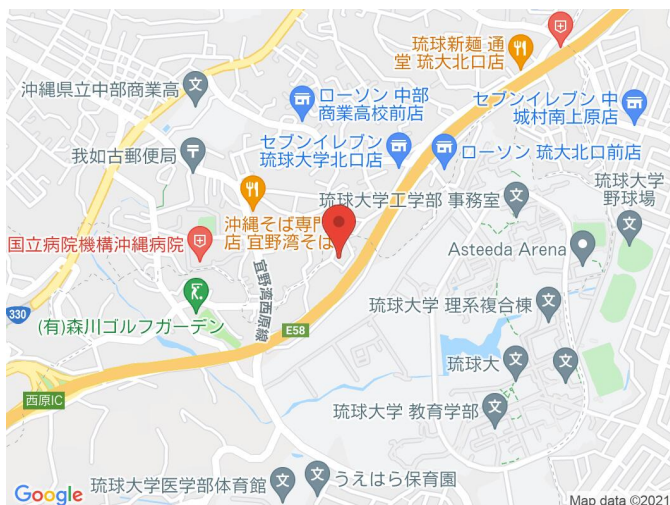 琉球新麺 通
堂 琉大北口店
沖縄県立中部商業高
ローソン 中部
商業高校前店
セブンイレブン 中
城村南上原店
セブンイレブン
琉球大学北口店
ローソン 琉大北口前店
我如古郵便局
琉球大学工学部 事務室
琉球大学
野球場
沖縄そば専門
店 宜野湾そば
国立病院機構沖縄病院
Asteeda Arena
宜野湾西原線
琉球大学 理系複合棟
330
(有)森川ゴルフガーデン
E58
琉球大
西原IC
琉球大学 教育学部
琉球大学医学部体育館
うえはら保育園
Google
Map data ©2021